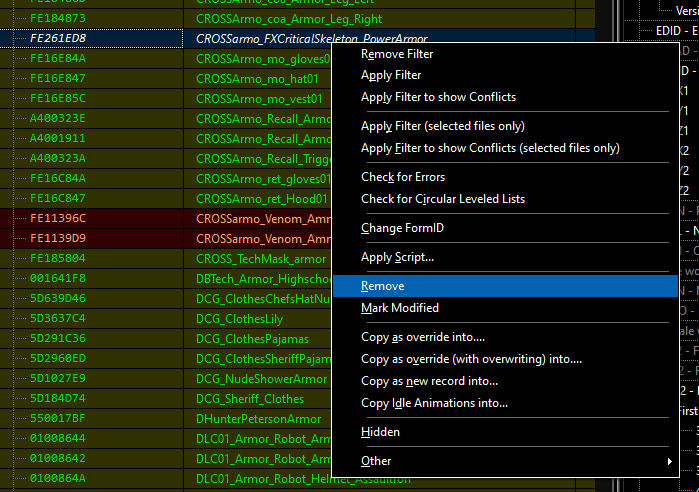 CROSSarmo_coa_Armor_Leg_Left
Versi
FE184873 CROSSarmo_coa_Armor_Leg_Right
EDID - E
FE261ED8 CROSSarmo_FXCriticalSkeleton_PowerArmor
FE16E84A CROSSArmo_mo_gloves0
FE16E847 CROSSArmo_mo_hat01
FE16E85C CROSSArmo_mo_vest01
A400323E CROSSArmo_Recall_Armo
A4001911 CROSSArmo_Recall_Armo
A400323A CROSSArmo_Recall_Trigg
FE16C84A CROSSArmo_ret_gloves01
FE16C847 CROSSArmo_ret_Hood01
FE11396C CROSSarmo_Venom_Amm
FE1139D9 CROSSarmo_Venom_Amm
FE185804 CROSS_TechMask_armor
001641F8 DBTech_Armor_Highschoo
5D639D46 DCG_ClothesChefsHatNu
5D3637C4 DCG_ClothesLily
5D291C36 DCG_ClothesPajamas
5D2960ED DCG_ClothesSheriffPajam
5D1027E9 DCG_NudeShowerArmor
5D184D74 DCG_Sheriff_Clothes
550017BF DHunterPetersonArmor
01008644 DLC01_Armor_Robot_Arm
01008642 DLC01_Armor_Robot_Arm
0100864A DLC01_Armor_Robot_Helmet_Assaultron
Remove Filter
Apply Filter
Apply Filter to show Conflicts
Apply Filter (selected files only)
Apply Filter to show Conflicts (selected files only)
Check for Errors
Check for Circular Leveled Lists
Change FormID
Apply Script...
Remove
Mark Modified
Copy as override into....
Copy as override (with overwriting) into....
Copy as new record into...
Copy Idle Animations into...
Hidden
Other